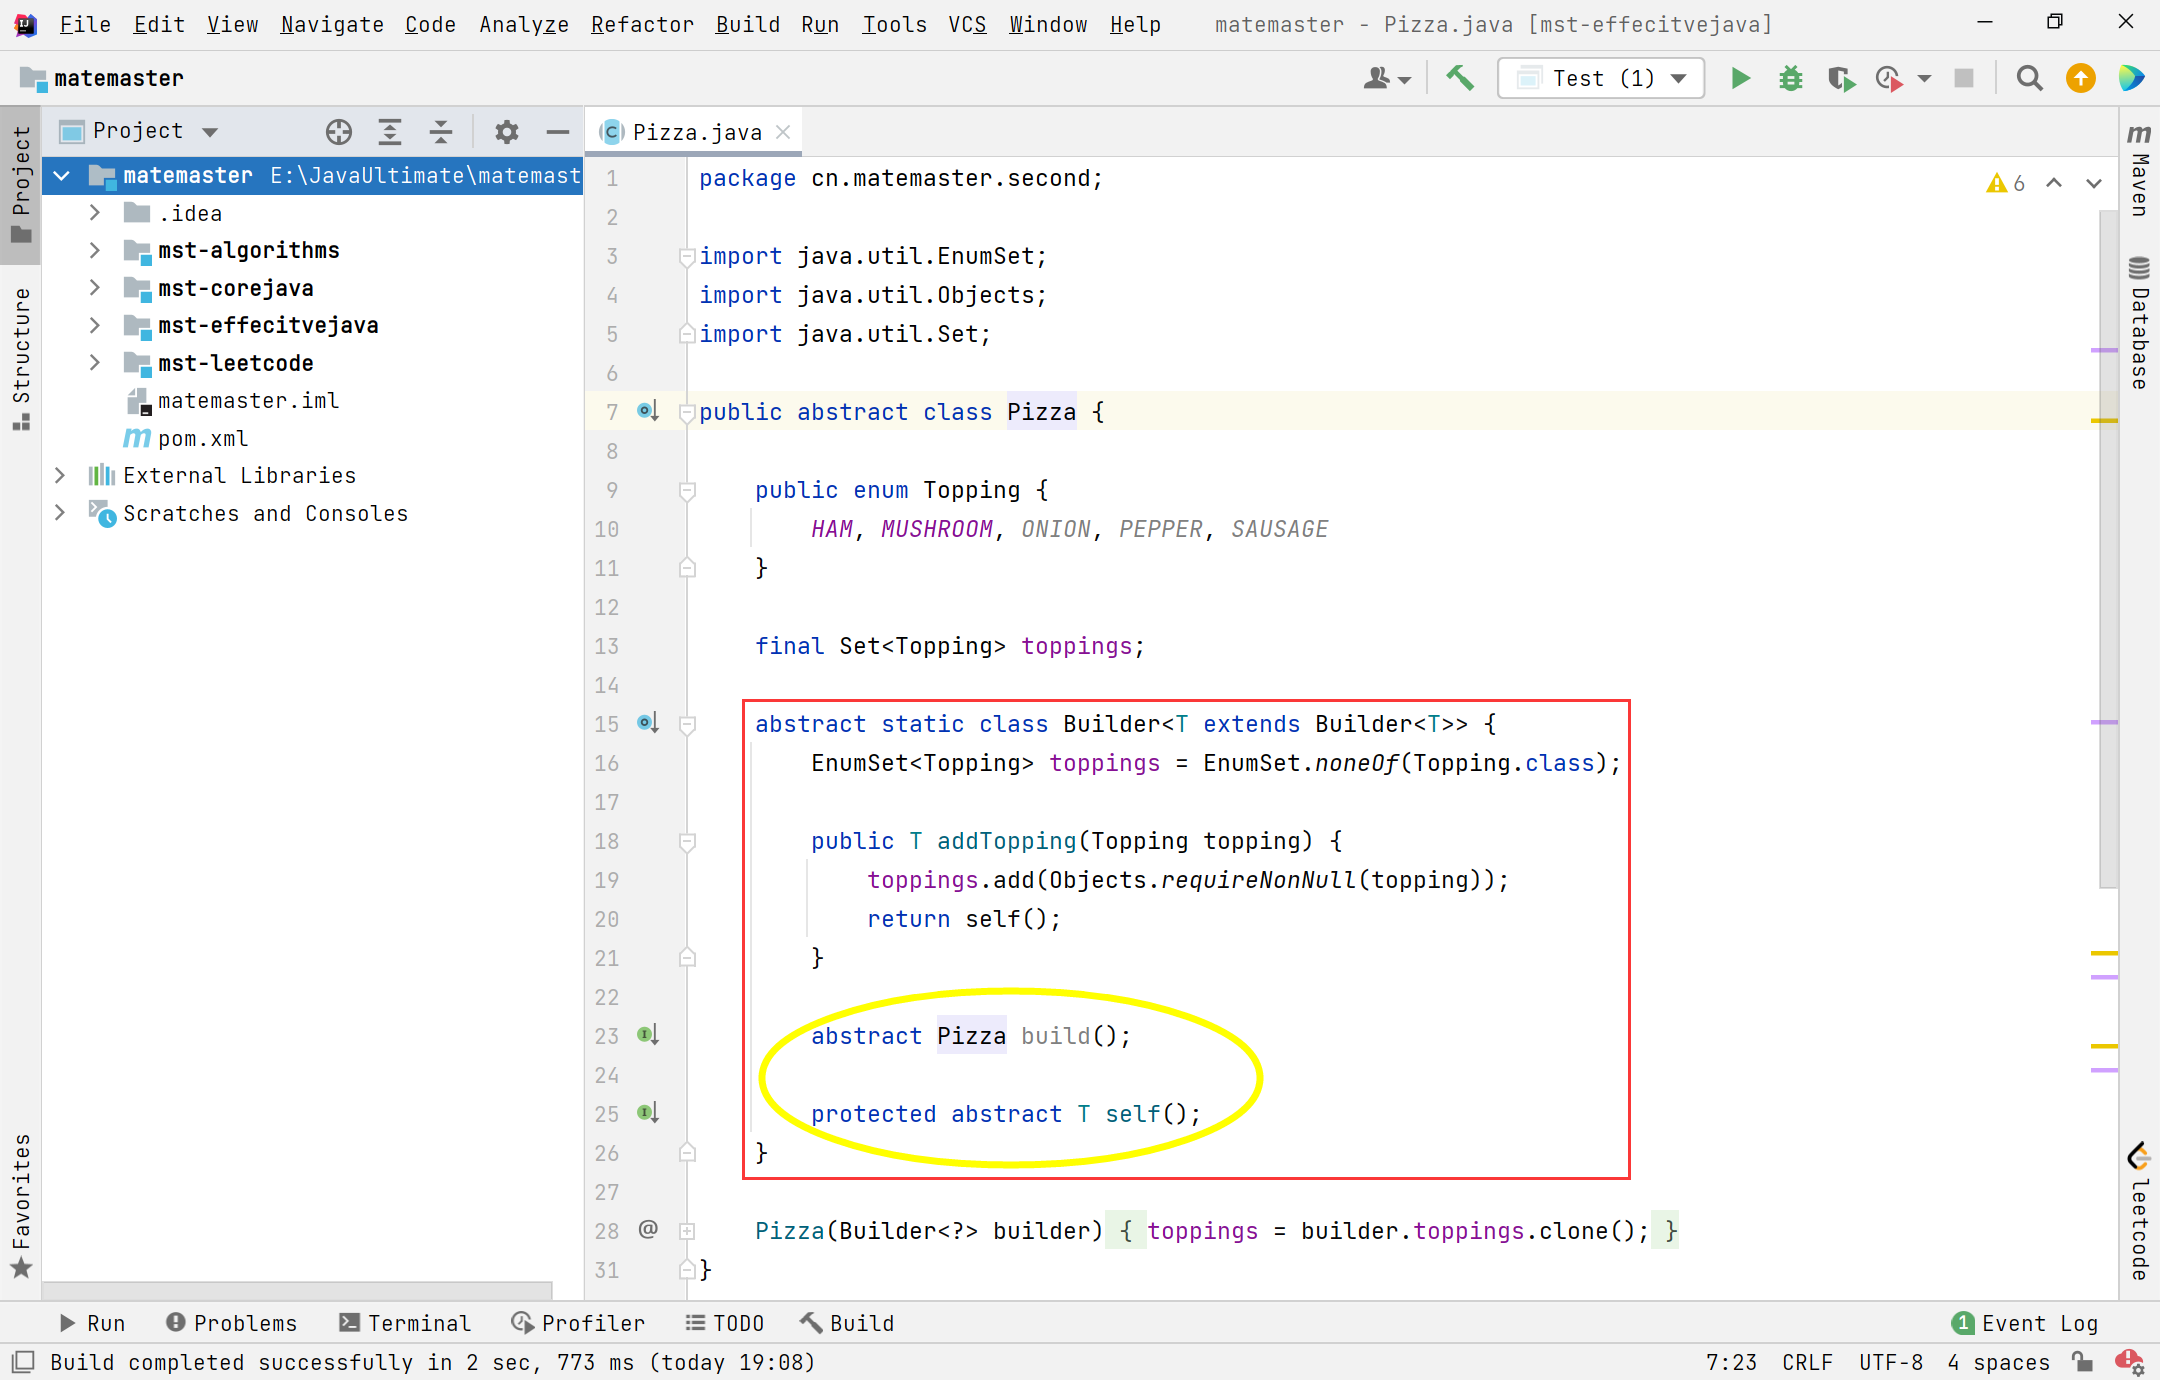 File Edit View Navigate Code Analyze Refactor Build Run Tools VCS Window Help matemaster - Pizza.java [mst-effecitvejava]
matemaster
Test (1)
Project
Pizza.java
Project
Structure
Favorites
matemaster E:\JavaUltimate\matemast
.idea
mst-algorithms
mst-corejava
mst-effecitvejava
mst-leetcode
matemaster.iml
pom.xml
External Libraries
Scratches and Consoles
6
1 package cn.matemaster.second;
2
3 import java.util.EnumSet;
4 import java.util.Objects;
5 import java.util.Set;
6
7 public abstract class Pizza {
8
9 public enum Topping {
10 HAM, MUSHROOM, ONION, PEPPER, SAUSAGE
11 }
12
13 final Set<Topping> toppings;
14
15 abstract static class Builder<T extends Builder<T>> {
16 EnumSet<Topping> toppings = EnumSet.noneOf(Topping.class);
17
18 public T addTopping(Topping topping) {
19 toppings.add(Objects.requireNonNull(topping));
20 return self();
21 }
22
23 abstract Pizza build();
24
25 protected abstract T self();
26 }
27
28 @ Pizza(Builder<?> builder) { toppings = builder.toppings.clone(); }
31 }
Maven
Database
leetcode
Run Problems Terminal Profiler TODO Build 1 Event Log
Build completed successfully in 2 sec, 773 ms (today 19:08) 7:23 CRLF UTF-8 4 spaces